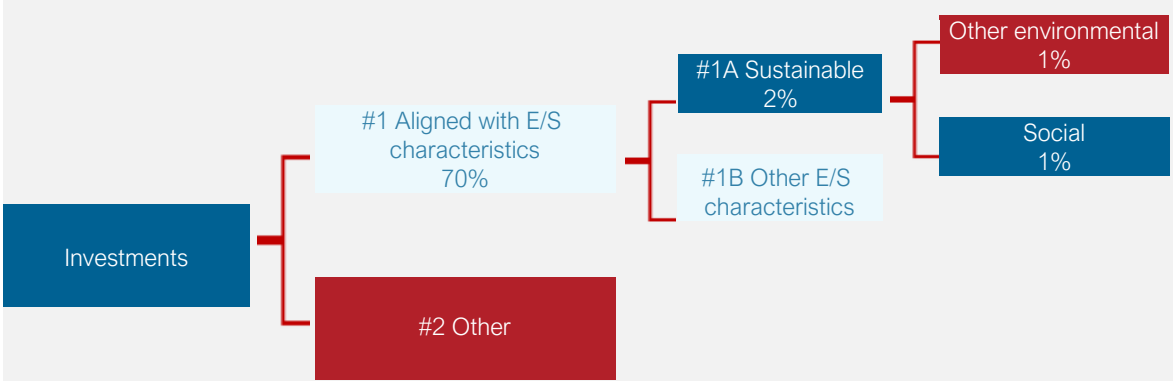 Investments
#1 Aligned with E/S
characteristics
70%
#2 Other
#1A Sustainable
2%
#1B Other E/S
characteristics
Other environmental
1%
Social
1%